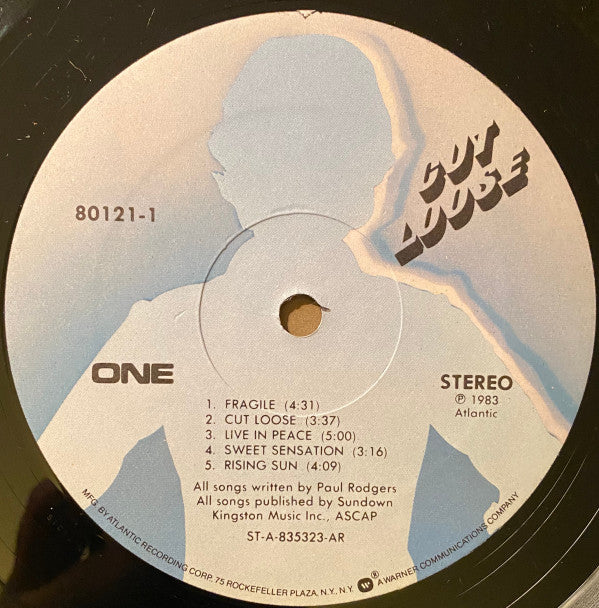 CUT
LOOSE
80121-1
ONE
STEREO
℗ 1983
Atlantic
1. FRAGILE (4:31)
2. CUT LOOSE (3:37)
3. LIVE IN PEACE (5:00)
4. SWEET SENSATION (3:16)
5. RISING SUN (4:09)
All songs written by Paul Rodgers
All songs published by Sundown
Kingston Music Inc., ASCAP
ST-A-835323-AR
MFG. BY ATLANTIC RECORDING CORP. 75 ROCKEFELLER PLAZA, N.Y., N.Y. ® A WARNER COMMUNICATIONS COMPANY